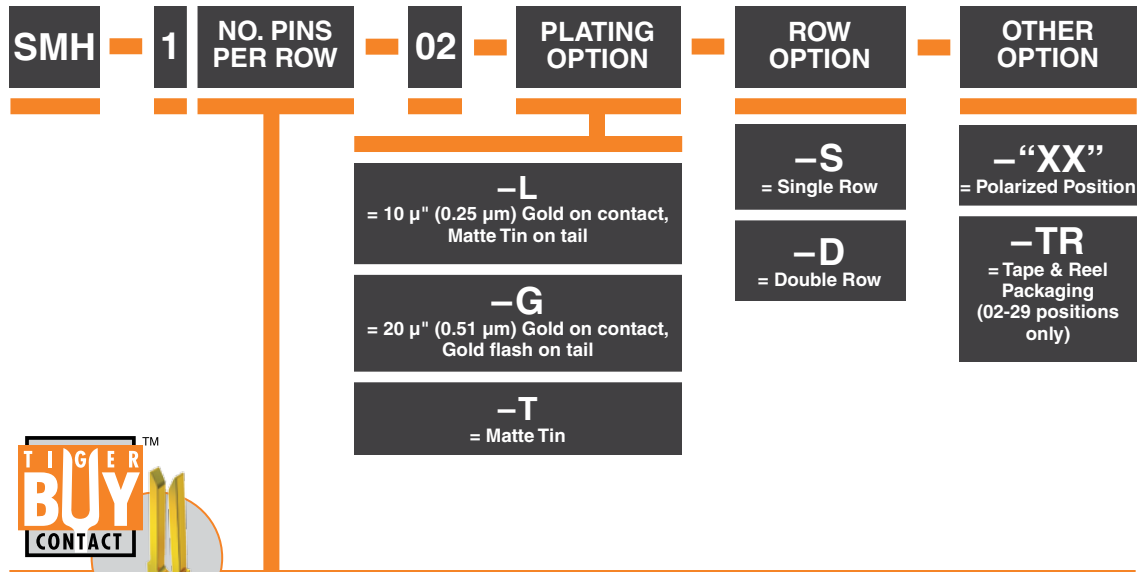 SMH – 1 NO. PINS PER ROW – 02 – PLATING OPTION – ROW OPTION – OTHER OPTION
–L
= 10 µ" (0.25 µm) Gold on contact,
Matte Tin on tail
–G
= 20 µ" (0.51 µm) Gold on contact,
Gold flash on tail
–T
= Matte Tin
–S
= Single Row
–D
= Double Row
–“XX”
= Polarized Position
–TR
= Tape & Reel
Packaging
(02-29 positions
only)
TIGER
BUY
CONTACT
TM